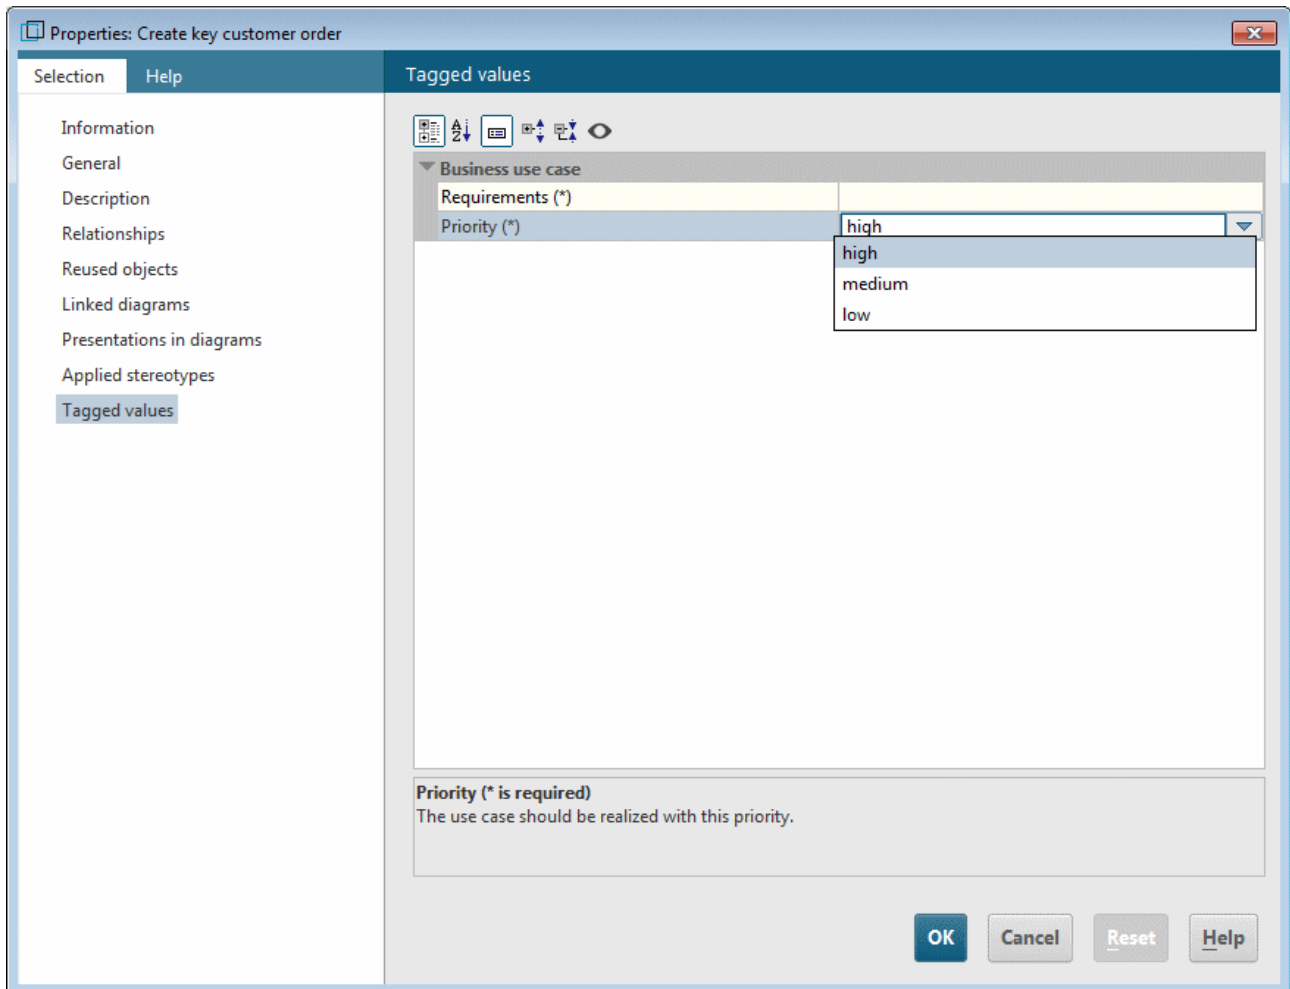 Properties: Create key customer order
Selection
Help
Tagged values
Information
General
Description
Relationships
Reused objects
Linked diagrams
Presentations in diagrams
Applied stereotypes
Tagged values
A
Z
Business use case
Requirements (*)
Priority (*)
high
high
medium
low
Priority (* is required)
The use case should be realized with this priority.
OK
Cancel
Reset
Help